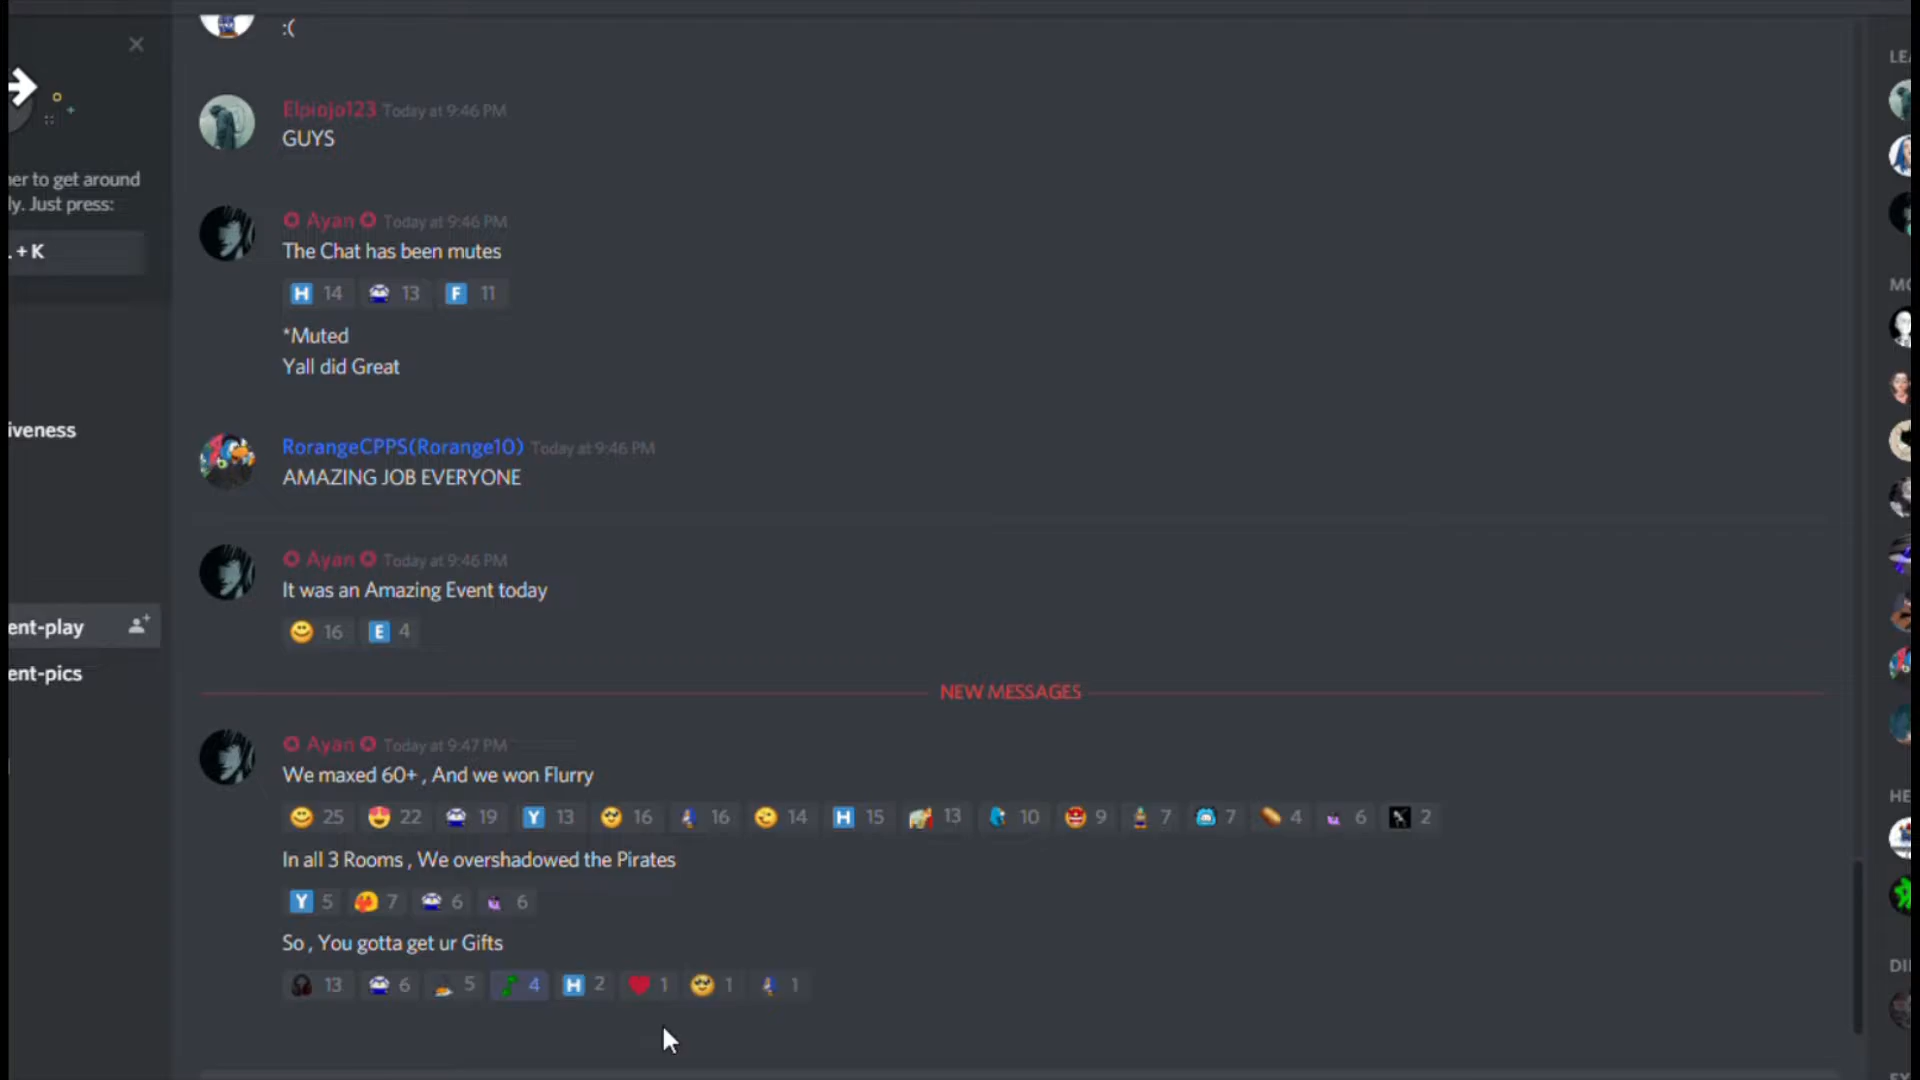 :(
Elpiojo123 Today at 9:46 PM
GUYS
Ayan Today at 9:46 PM
The Chat has been mutes
H 14 13 F 11
*Muted
Yall did Great
RorangeCPPS(Rorange10) Today at 9:46 PM
AMAZING JOB EVERYONE
Ayan Today at 9:46 PM
It was an Amazing Event today
16 E 4
NEW MESSAGES
Ayan Today at 9:47 PM
We maxed 60+ , And we won Flurry
25 22 19 Y 13 16 16 14 H 15 13 10 9 7 7 4 6 2
In all 3 Rooms , We overshadowed the Pirates
Y 5 7 6 6
So , You gotta get ur Gifts
13 6 5 4 H 2 1 1 1
er to get around
ly. Just press:
. + K
iveness
ent-play
ent-pics
LEA
MO
HE
DI